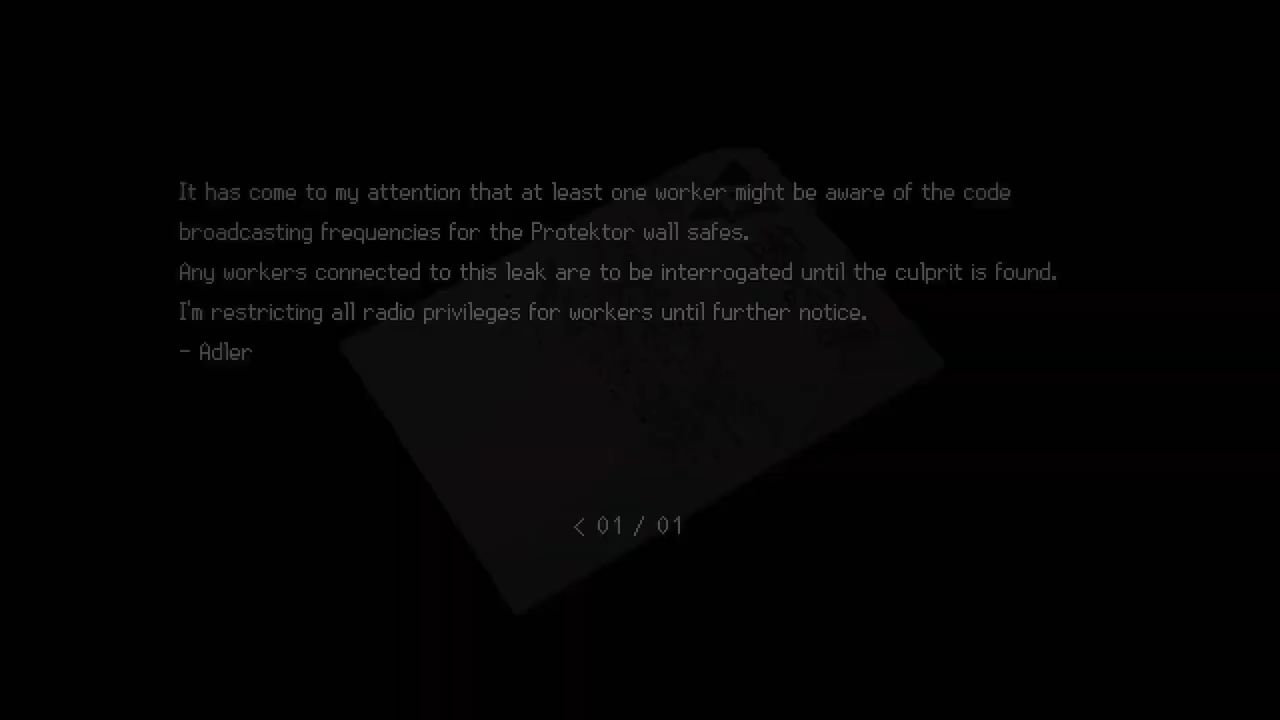 It has come to my attention that at least one worker might be aware of the code
broadcasting frequencies for the Protektor wall safes.
Any workers connected to this leak are to be interrogated until the culprit is found.
I'm restricting all radio privileges for workers until further notice.
- Adler
< 01 / 01